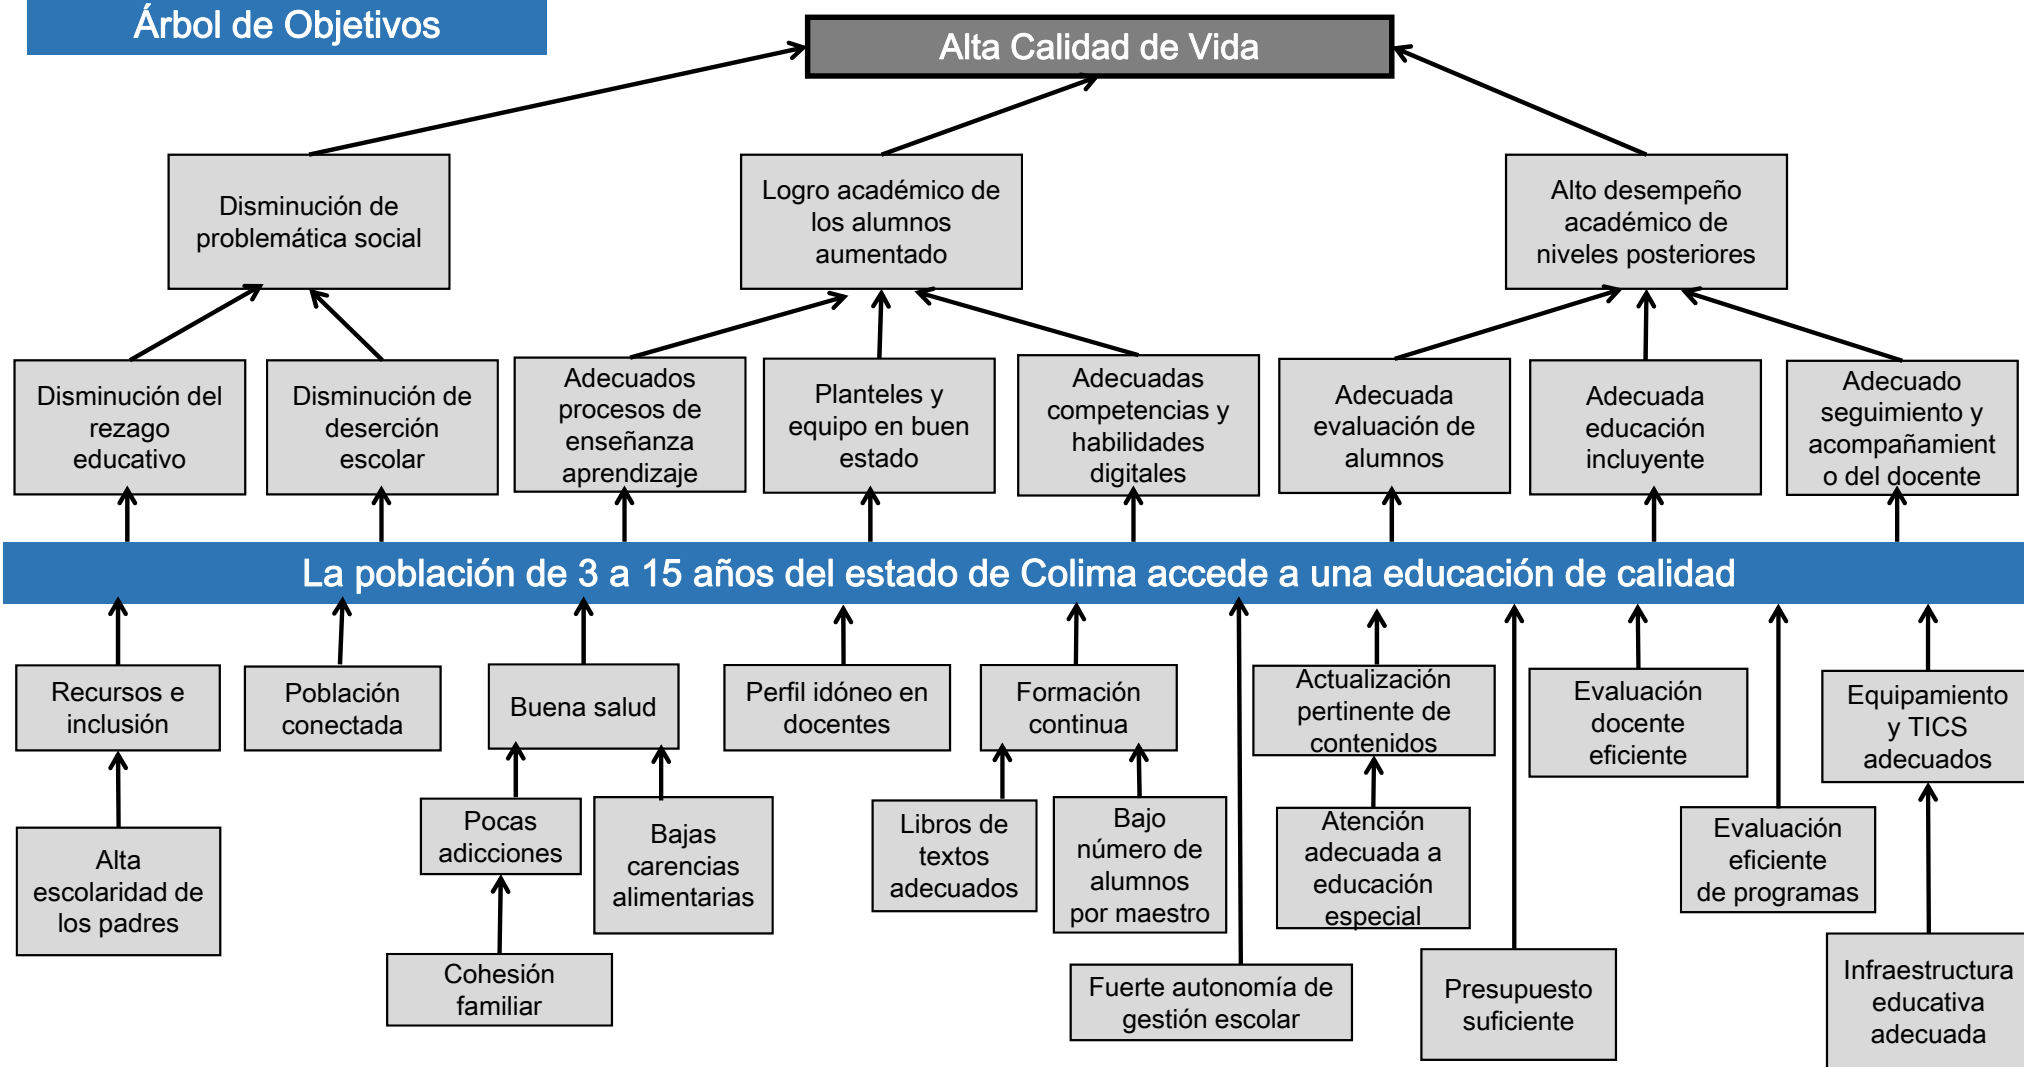 Árbol de Objetivos
Alta Calidad de Vida
Disminución de
problemática social
Logro académico de
los alumnos
aumentado
Alto desempeño
académico de
niveles posteriores
Disminución del
rezago
educativo
Disminución de
deserción
escolar
Adecuados
procesos de
enseñanza
aprendizaje
Planteles y
equipo en buen
estado
Adecuadas
competencias y
habilidades
digitales
Adecuada
evaluación de
alumnos
Adecuada
educación
incluyente
Adecuado
seguimiento y
acompañamient
o del docente
La población de 3 a 15 años del estado de Colima accede a una educación de calidad
Recursos e
inclusión
Población
conectada
Buena salud
Perfil idóneo en
docentes
Formación
continua
Actualización
pertinente de
contenidos
Evaluación
docente
eficiente
Equipamiento
y TICS
adecuados
Alta
escolaridad de
los padres
Pocas
adicciones
Bajas
carencias
alimentarias
Libros de
textos
adecuados
Bajo
número de
alumnos
por maestro
Atención
adecuada a
educación
especial
Evaluación
eficiente
de programas
Cohesión
familiar
Fuerte autonomía de
gestión escolar
Presupuesto
suficiente
Infraestructura
educativa
adecuada